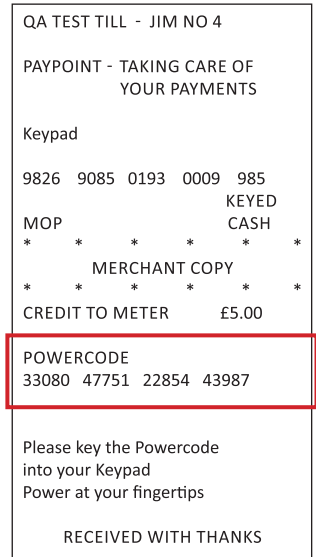 QA TEST TILL - JIM NO 4
PAYPOINT - TAKING CARE OF
YOUR PAYMENTS
Keypad
9826 9085 0193 0009 985
KEYED
MOP CASH
* * * * * *
MERCHANT COPY
* * * * * *
CREDIT TO METER £5.00
POWERCODE
33080 47751 22854 43987
Please key the Powercode
into your Keypad
Power at your fingertips
RECEIVED WITH THANKS